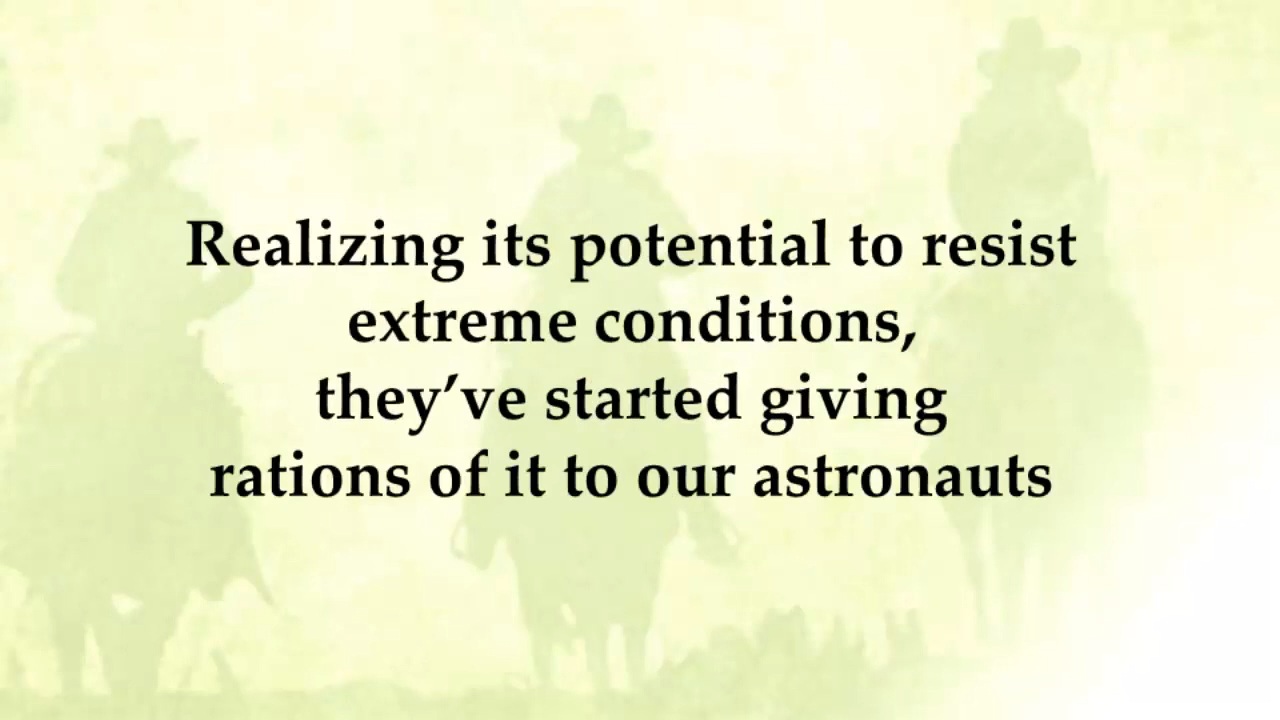 Realizing its potential to resist
extreme conditions,
they’ve started giving
rations of it to our astronauts